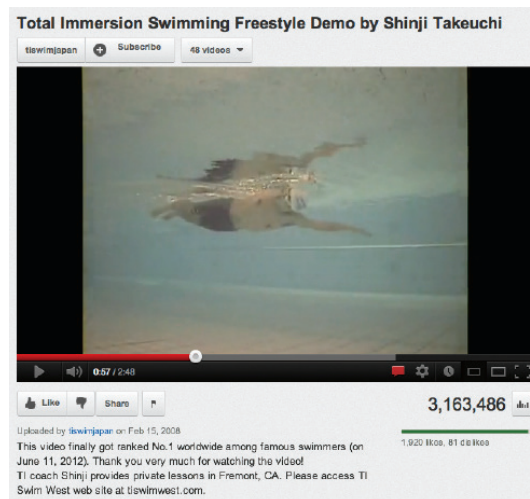 Total Immersion Swimming Freestyle Demo by Shinji Takeuchi
tiswimjapan Subscribe 48 videos
0:57 / 2:48
Like Share
3,163,486
Uploaded by tiswimjapan on Feb 15, 2008
1,920 likes, 81 dislikes
This video finally got ranked No.1 worldwide among famous swimmers (on
June 11, 2012). Thank you very much for watching the video!
TI coach Shinji provides private lessons in Fremont, CA. Please access TI
Swim West web site at tiswimwest.com.